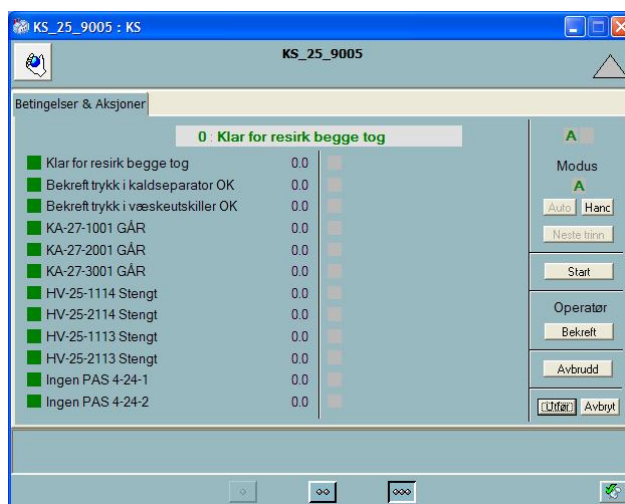 KS_25_9005 : KS
KS_25_9005
Betingelser & Aksjoner
0 : Klar for resirk begge tog
Klar for resirk begge tog 0.0
Bekreft trykk i kaldseparator OK 0.0
Bekreft trykk i væskeutskiller OK 0.0
KA-27-1001 GÅR 0.0
KA-27-2001 GÅR 0.0
KA-27-3001 GÅR 0.0
HV-25-1114 Stengt 0.0
HV-25-2114 Stengt 0.0
HV-25-1113 Stengt 0.0
HV-25-2113 Stengt 0.0
Ingen PAS 4-24-1 0.0
Ingen PAS 4-24-2 0.0
A
Modus
A
Auto Hanc
Neste trinn
Start
Operatør
Bekreft
Avbrudd
Utfør Avbryt